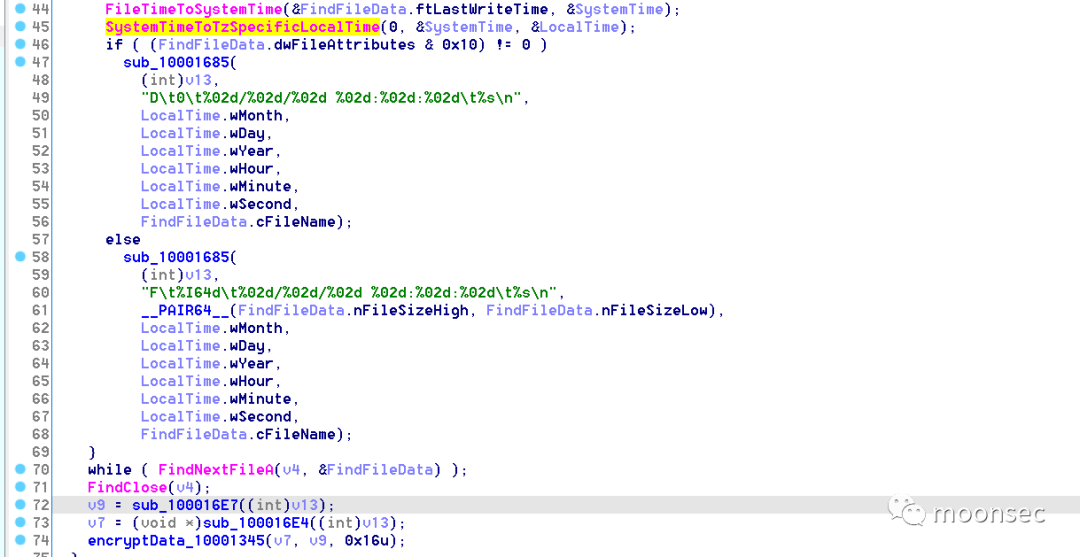 44 FileTimeToSystemTime(&FindFileData.ftLastWriteTime, &SystemTime);
45 SystemTimeToTzSpecificLocalTime(0, &SystemTime, &LocalTime);
46 if ( (FindFileData.dwFileAttributes & 0x10) != 0 )
47 sub_10001685(
48 (int)v13,
49 "D\t0\t%02d/%02d/%02d %02d:%02d:%02d\t%s\n",
50 LocalTime.wMonth,
51 LocalTime.wDay,
52 LocalTime.wYear,
53 LocalTime.wHour,
54 LocalTime.wMinute,
55 LocalTime.wSecond,
56 FindFileData.cFileName);
57 else
58 sub_10001685(
59 (int)v13,
60 "F\t%I64d\t%02d/%02d/%02d %02d:%02d:%02d\t%s\n",
61 __PAIR64__(FindFileData.nFileSizeHigh, FindFileData.nFileSizeLow),
62 LocalTime.wMonth,
63 LocalTime.wDay,
64 LocalTime.wYear,
65 LocalTime.wHour,
66 LocalTime.wMinute,
67 LocalTime.wSecond,
68 FindFileData.cFileName);
69 }
70 while ( FindNextFileA(v4, &FindFileData) );
71 FindClose(v4);
72 v9 = sub_100016E7((int)v13);
73 v7 = (void *)sub_100016E4((int)v13);
74 encryptData_10001345(v7, v9, 0x16u);
moonsec